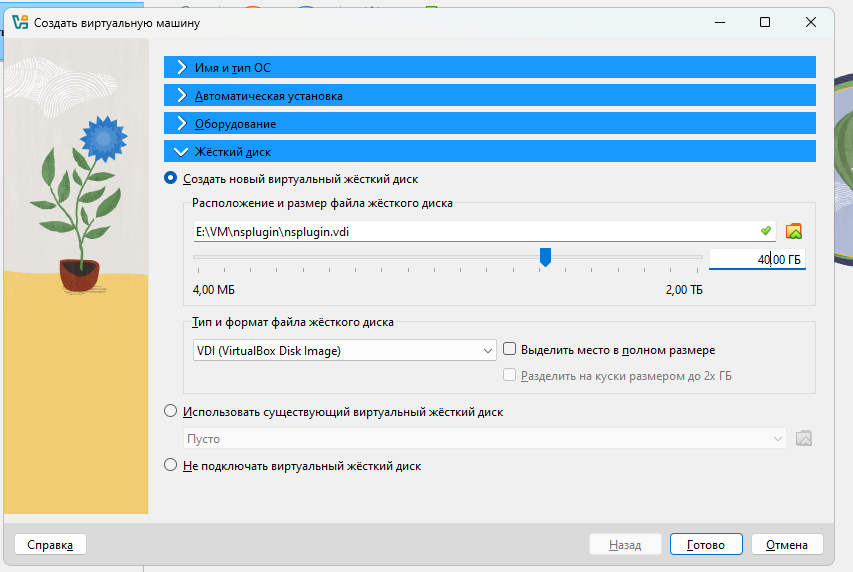 Создать виртуальную машину
Имя и тип ОС
Автоматическая установка
Оборудование
Жёсткий диск
Создать новый виртуальный жёсткий диск
Расположение и размер файла жёсткого диска
E:\VM\nsplugin\nsplugin.vdi
40,00 ГБ
4,00 МБ 2,00 ТБ
Тип и формат файла жёсткого диска
VDI (VirtualBox Disk Image) Выделить место в полном размере
Разделить на куски размером до 2х ГБ
Использовать существующий виртуальный жёсткий диск
Пусто
Не подключать виртуальный жёсткий диск
Справка Назад Готово Отмена